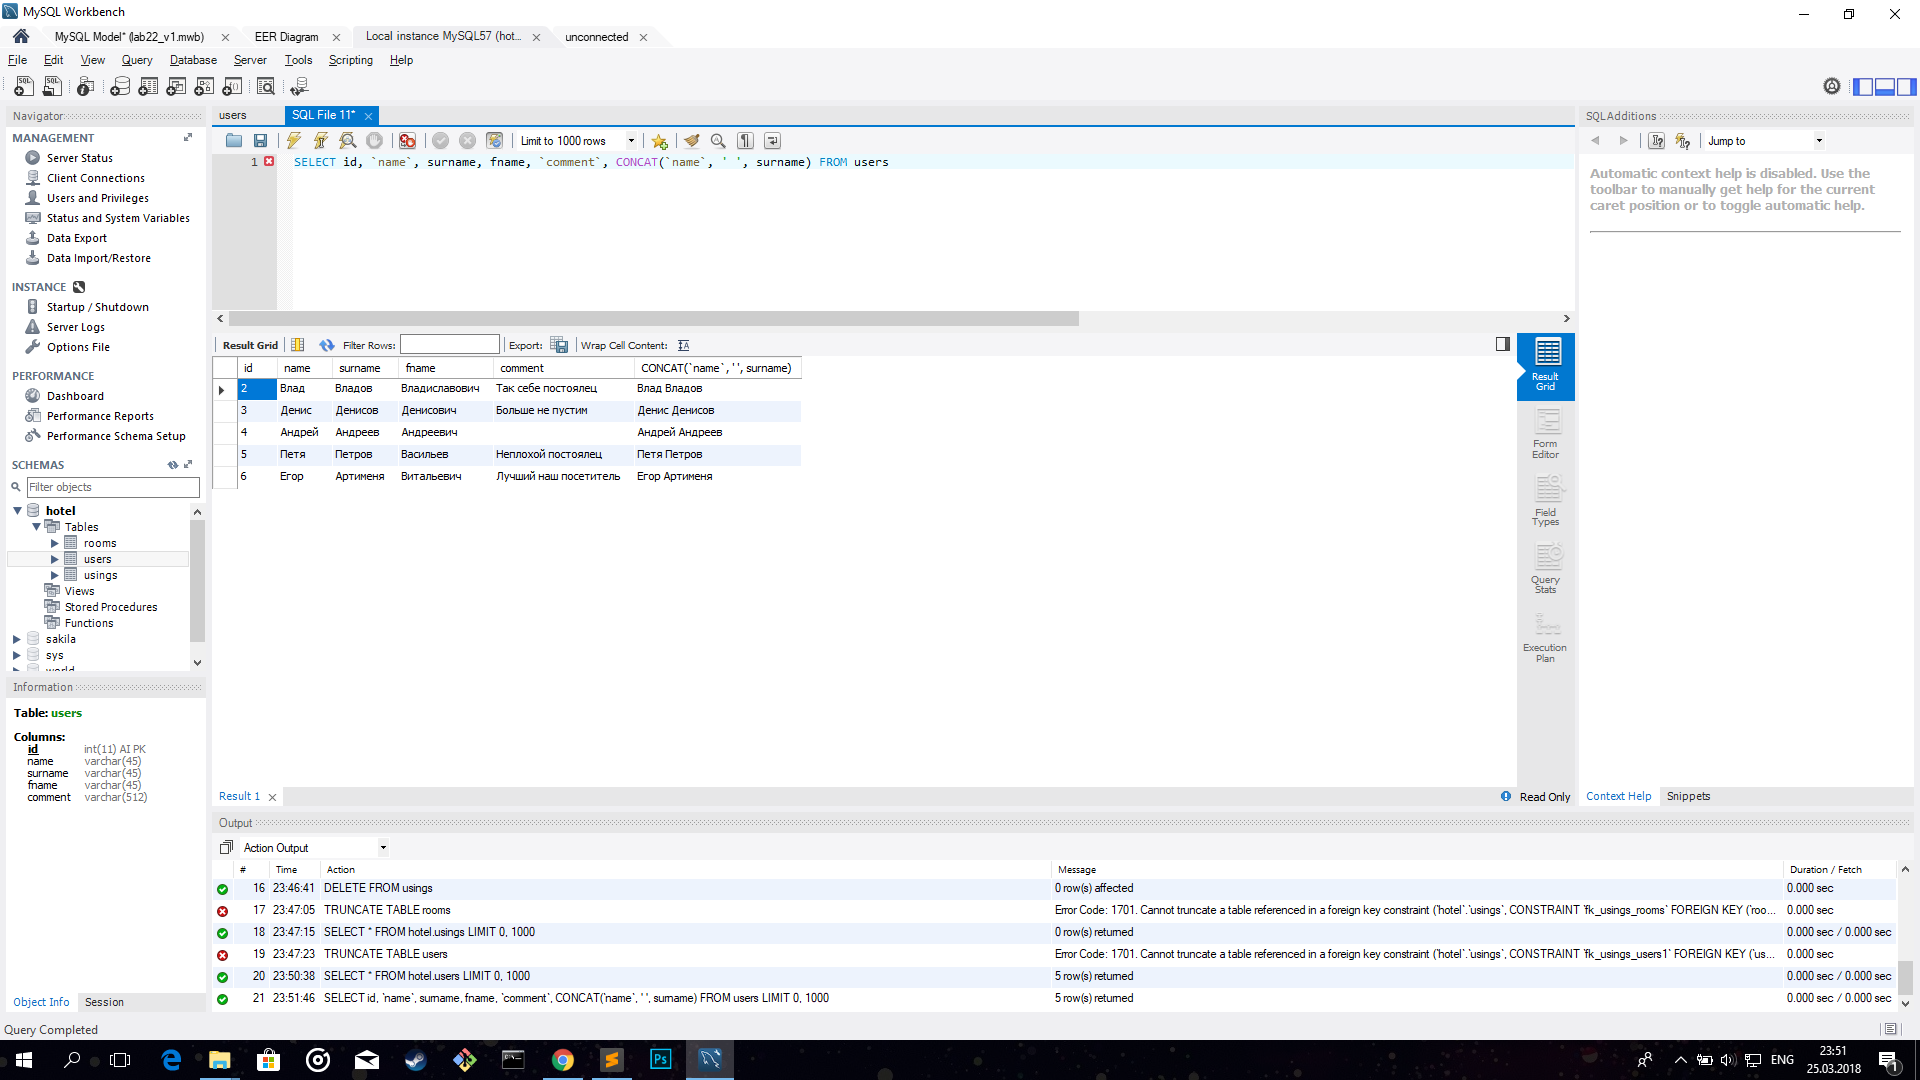 MySQL Workbench
MySQL Model* (lab22_v1.mwb) EER Diagram Local instance MySQL57 (hot... unconnected
File Edit View Query Database Server Tools Scripting Help
Navigator
MANAGEMENT
Server Status
Client Connections
Users and Privileges
Status and System Variables
Data Export
Data Import/Restore
INSTANCE
Startup / Shutdown
Server Logs
Options File
PERFORMANCE
Dashboard
Performance Reports
Performance Schema Setup
SCHEMAS
Filter objects
hotel
Tables
rooms
users
usings
Views
Stored Procedures
Functions
sakila
sys
world
Information
Table: users
Columns:
id int(11) AI PK
name varchar(45)
surname varchar(45)
fname varchar(45)
comment varchar(512)
Object Info Session
users SQL File 11*
Limit to 1000 rows
1 SELECT id, `name`, surname, fname, `comment`, CONCAT(`name`, ' ', surname) FROM users
Result Grid Filter Rows: Export: Wrap Cell Content:
id name surname fname comment CONCAT(`name`, ' ', surname)
2 Влад Владов Владиславович Так себе постоялец Влад Владов
3 Денис Денисов Денисович Больше не пустим Денис Денисов
4 Андрей Андреев Андреевич Андрей Андреев
5 Петя Петров Васильев Неплохой постоялец Петя Петров
6 Егор Артименя Витальевич Лучший наш посетитель Егор Артименя
Result Grid
Form Editor
Field Types
Query Stats
Execution Plan
Result 1 Read Only
SQLAdditions
Jump to
Automatic context help is disabled. Use the
toolbar to manually get help for the current
caret position or to toggle automatic help.
Context Help Snippets
Output
Action Output
# Time Action Message Duration / Fetch
16 23:46:41 DELETE FROM usings 0 row(s) affected 0.000 sec
17 23:47:05 TRUNCATE TABLE rooms Error Code: 1701. Cannot truncate a table referenced in a foreign key constraint (`hotel`.`usings`, CONSTRAINT `fk_usings_rooms` FOREIGN KEY (`roo... 0.000 sec
18 23:47:15 SELECT * FROM hotel.usings LIMIT 0, 1000 0 row(s) returned 0.000 sec / 0.000 sec
19 23:47:23 TRUNCATE TABLE users Error Code: 1701. Cannot truncate a table referenced in a foreign key constraint (`hotel`.`usings`, CONSTRAINT `fk_usings_users1` FOREIGN KEY (`us... 0.000 sec
20 23:50:38 SELECT * FROM hotel.users LIMIT 0, 1000 5 row(s) returned 0.000 sec / 0.000 sec
21 23:51:46 SELECT id, `name`, surname, fname, `comment`, CONCAT(`name`, ' ', surname) FROM users LIMIT 0, 1000 5 row(s) returned 0.000 sec / 0.000 sec
Query Completed
Ps
ENG
23:51
25.03.2018
1